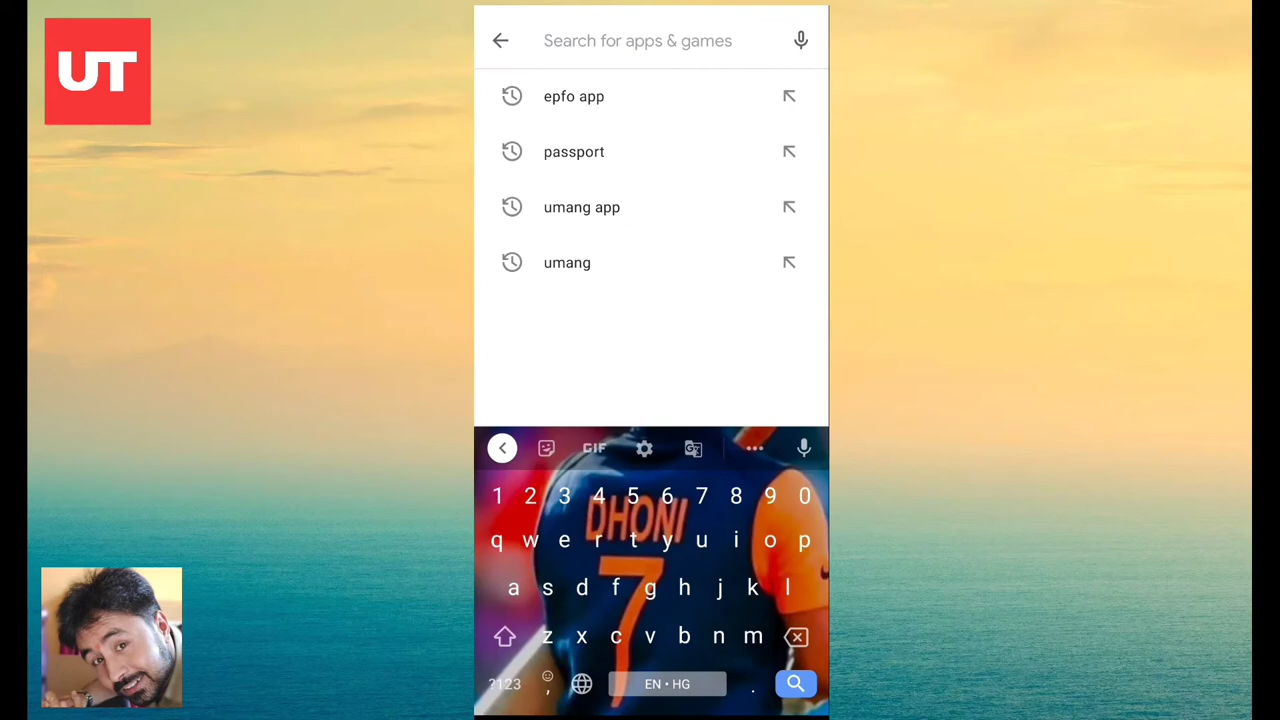 UT
Search for apps & games
epfo app
passport
umang app
umang
GIF
DHONI
7
1 2 3 4 5 6 7 8 9 0
q w e r t y u i o p
a s d f g h j k l
z x c v b n m
?123 , EN • HG .